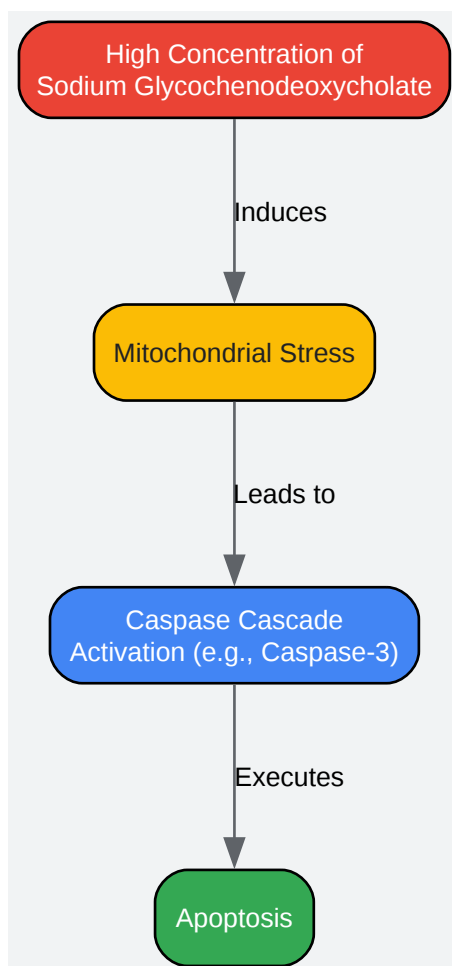 High Concentration of
Sodium Glycochenodeoxycholate
Induces
Mitochondrial Stress
Leads to
Caspase Cascade
Activation (e.g., Caspase-3)
Executes
Apoptosis